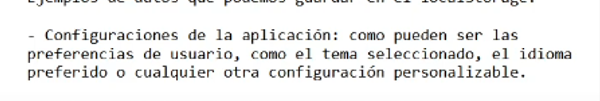 Ejemplos de datos que podemos guardar en el localStorage.
- Configuraciones de la aplicación: como pueden ser las
preferencias de usuario, como el tema seleccionado, el idioma
preferido o cualquier otra configuración personalizable.